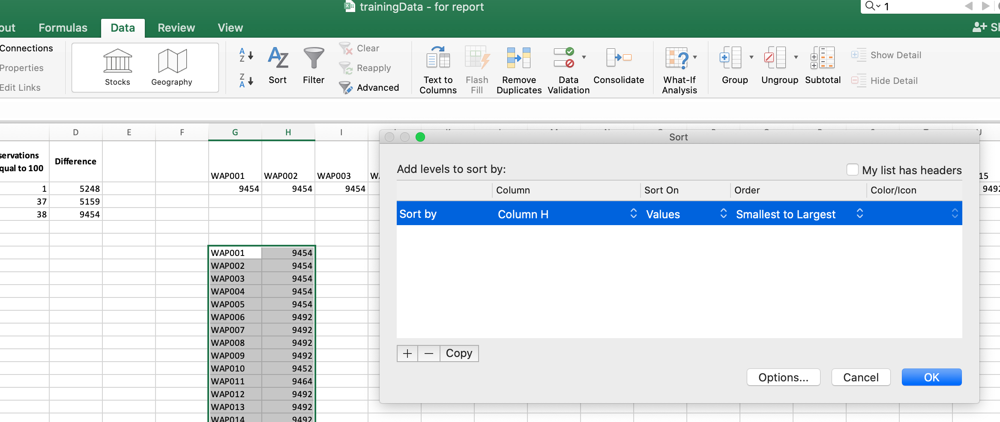 trainingData - for report
1
out Formulas Data Review View
Connections
Properties
Edit Links
Stocks Geography
A
Z
Z
A
Sort
Filter
Clear
Reapply
Advanced
Text to
Columns
Flash
Fill
Remove
Duplicates
Data
Validation
Consolidate
What-If
Analysis
Group
Ungroup
Subtotal
Show Detail
Hide Detail
D E F G H I
servations
qual to 100
Difference
WAP001 WAP002 WAP003 WA 15
1 5248 9454 9454 9454 9492
37 5159
38 9454
WAP001 9454
WAP002 9454
WAP003 9454
WAP004 9454
WAP005 9454
WAP006 9492
WAP007 9492
WAP008 9492
WAP009 9492
WAP010 9452
WAP011 9464
WAP012 9492
WAP013 9492
WAP014 9492
Sort
Add levels to sort by:
My list has headers
Column Sort On Order Color/Icon
Sort by Column H Values Smallest to Largest
+ − Copy
Options... Cancel OK